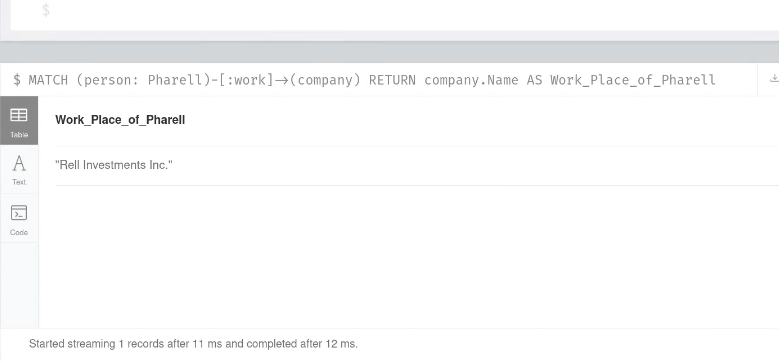 $
$ MATCH (person: Pharell)-[:work]->(company) RETURN company.Name AS Work_Place_of_Pharell
Work_Place_of_Pharell
Table
"Rell Investments Inc."
A
Text
Code
Started streaming 1 records after 11 ms and completed after 12 ms.